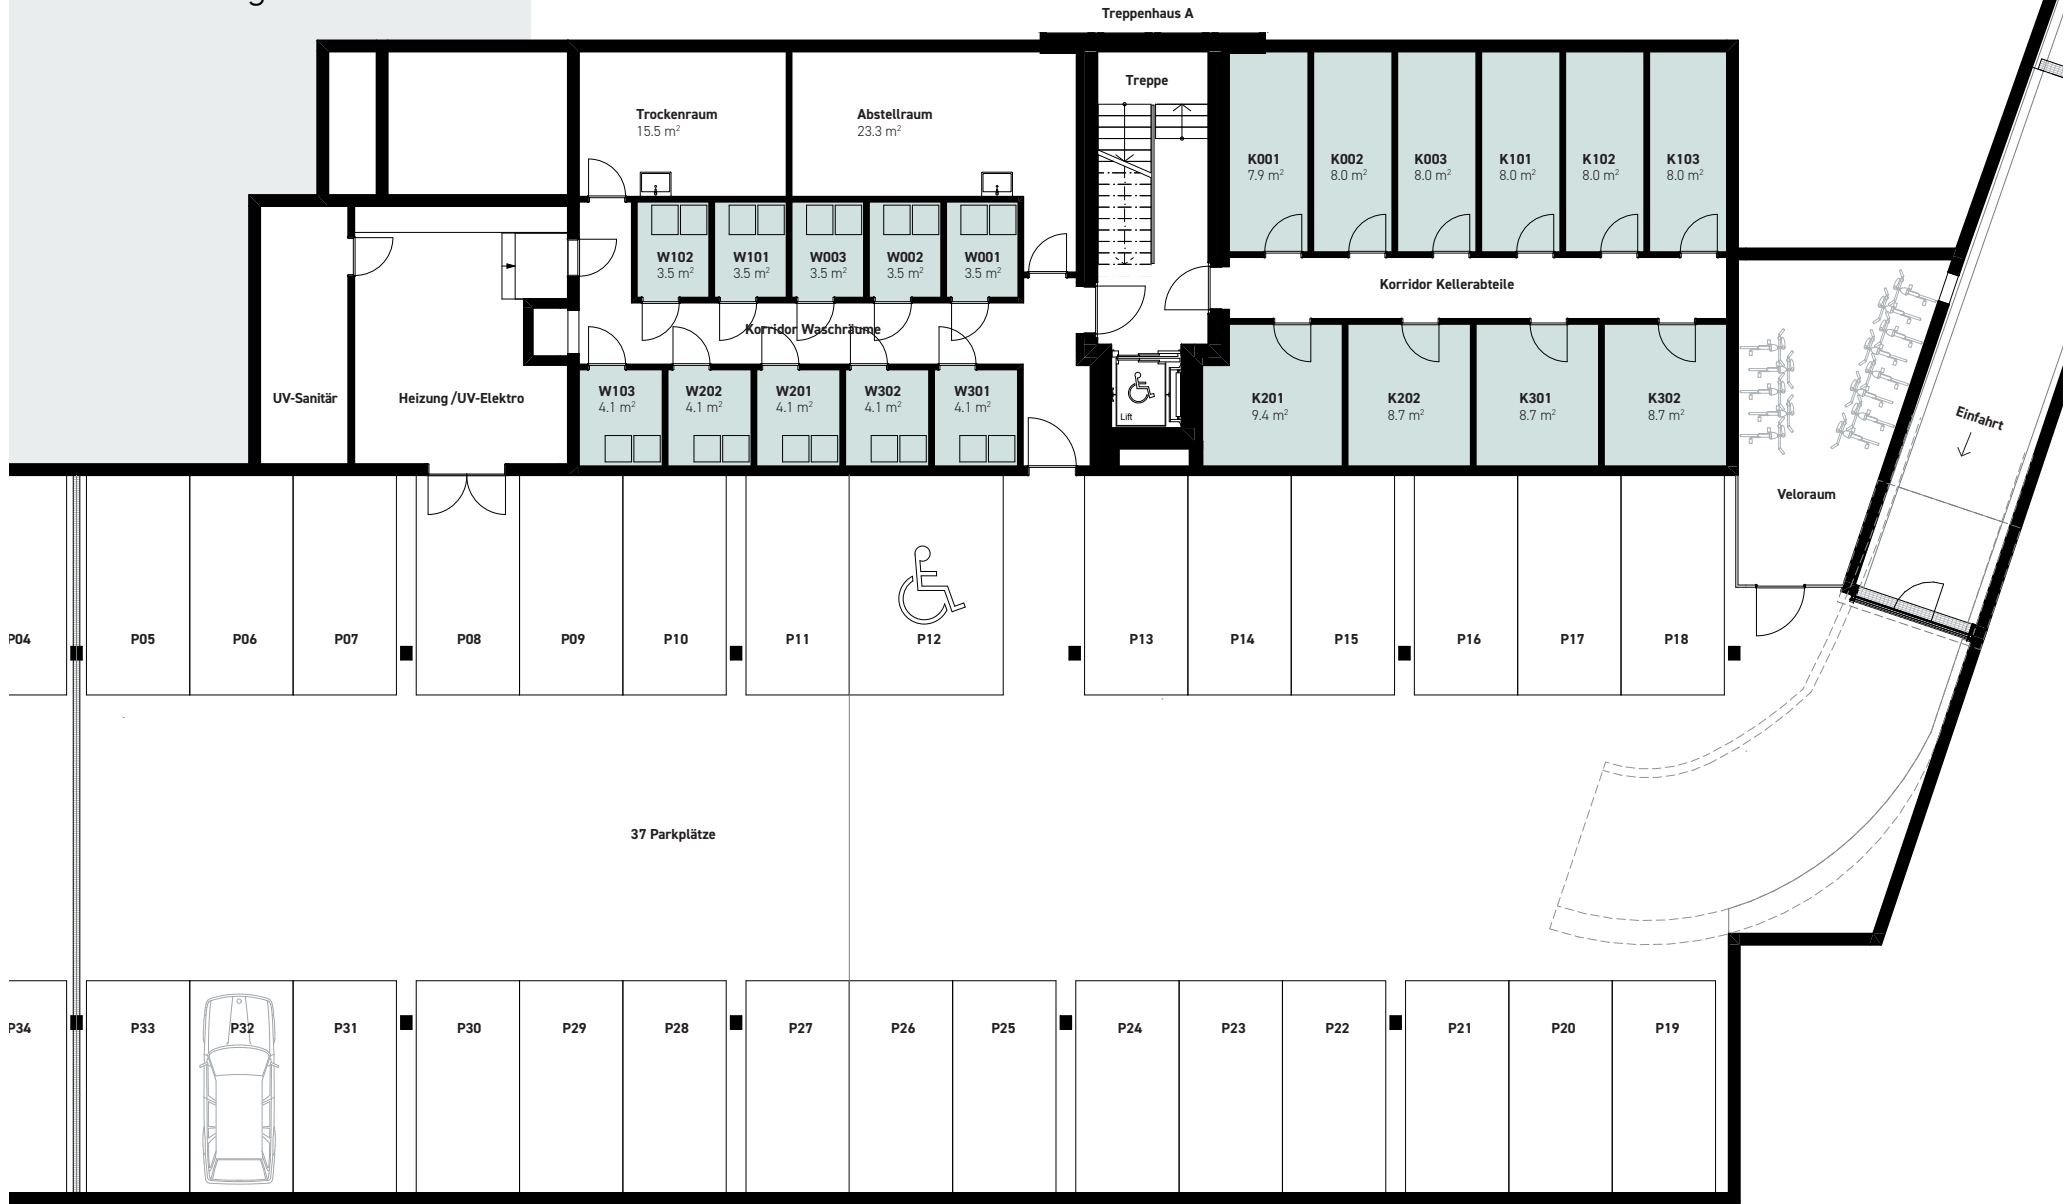 g
Treppenhaus A
Treppe
Trockenraum
15.5 m²
Abstellraum
23.3 m²
K001
7.9 m²
K002
8.0 m²
K003
8.0 m²
K101
8.0 m²
K102
8.0 m²
K103
8.0 m²
W102
3.5 m²
W101
3.5 m²
W003
3.5 m²
W002
3.5 m²
W001
3.5 m²
Korridor Kellerabteile
Korridor Waschräume
UV-Sanitär
Heizung /UV-Elektro
W103
4.1 m²
W202
4.1 m²
W201
4.1 m²
W302
4.1 m²
W301
4.1 m²
Lift
K201
9.4 m²
K202
8.7 m²
K301
8.7 m²
K302
8.7 m²
Einfahrt
Veloraum
P04
P05
P06
P07
P08
P09
P10
P11
P12
P13
P14
P15
P16
P17
P18
37 Parkplätze
P34
P33
P32
P31
P30
P29
P28
P27
P26
P25
P24
P23
P22
P21
P20
P19